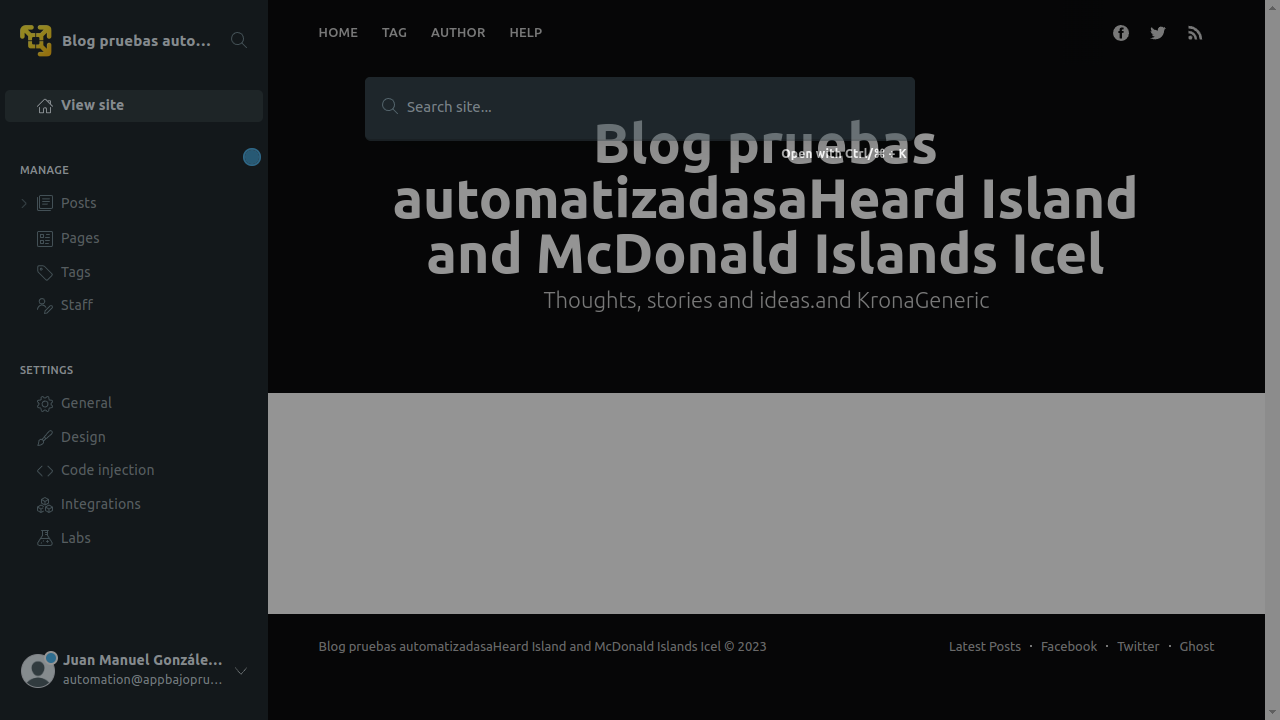 Blog pruebas auto…
View site
MANAGE
Posts
Pages
Tags
Staff
SETTINGS
General
Design
Code injection
Integrations
Labs
Juan Manuel Gonzále…
automation@appbajopru…
HOME TAG AUTHOR HELP
Search site...
Open with Ctrl/⌘ + K
Blog pruebas
automatizadasaHeard Island
and McDonald Islands Icel
Thoughts, stories and ideas.and KronaGeneric
Blog pruebas automatizadasaHeard Island and McDonald Islands Icel © 2023
Latest Posts • Facebook • Twitter • Ghost